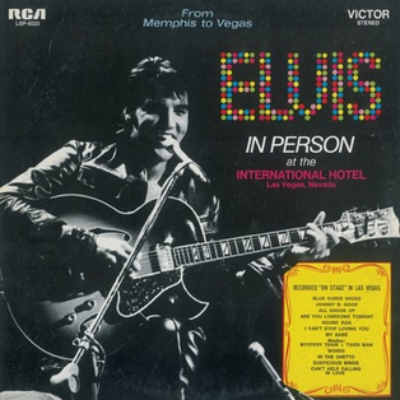 RCA
LSP-6020
From
Memphis to Vegas
VICTOR
STEREO
ELVIS
IN PERSON
at the
INTERNATIONAL HOTEL
Las Vegas, Nevada
RECORDED "ON STAGE" IN LAS VEGAS
BLUE SUEDE SHOES
JOHNNY B. GOOD
ALL SHOOK UP
ARE YOU LONESOME TONIGHT
HOUND DOG
I CAN'T STOP LOVING YOU
MY BABE
Medley:
MYSTERY TRAIN / TIGER MAN
WORDS
IN THE GHETTO
SUSPICIOUS MINDS
CAN'T HELP FALLING
IN LOVE